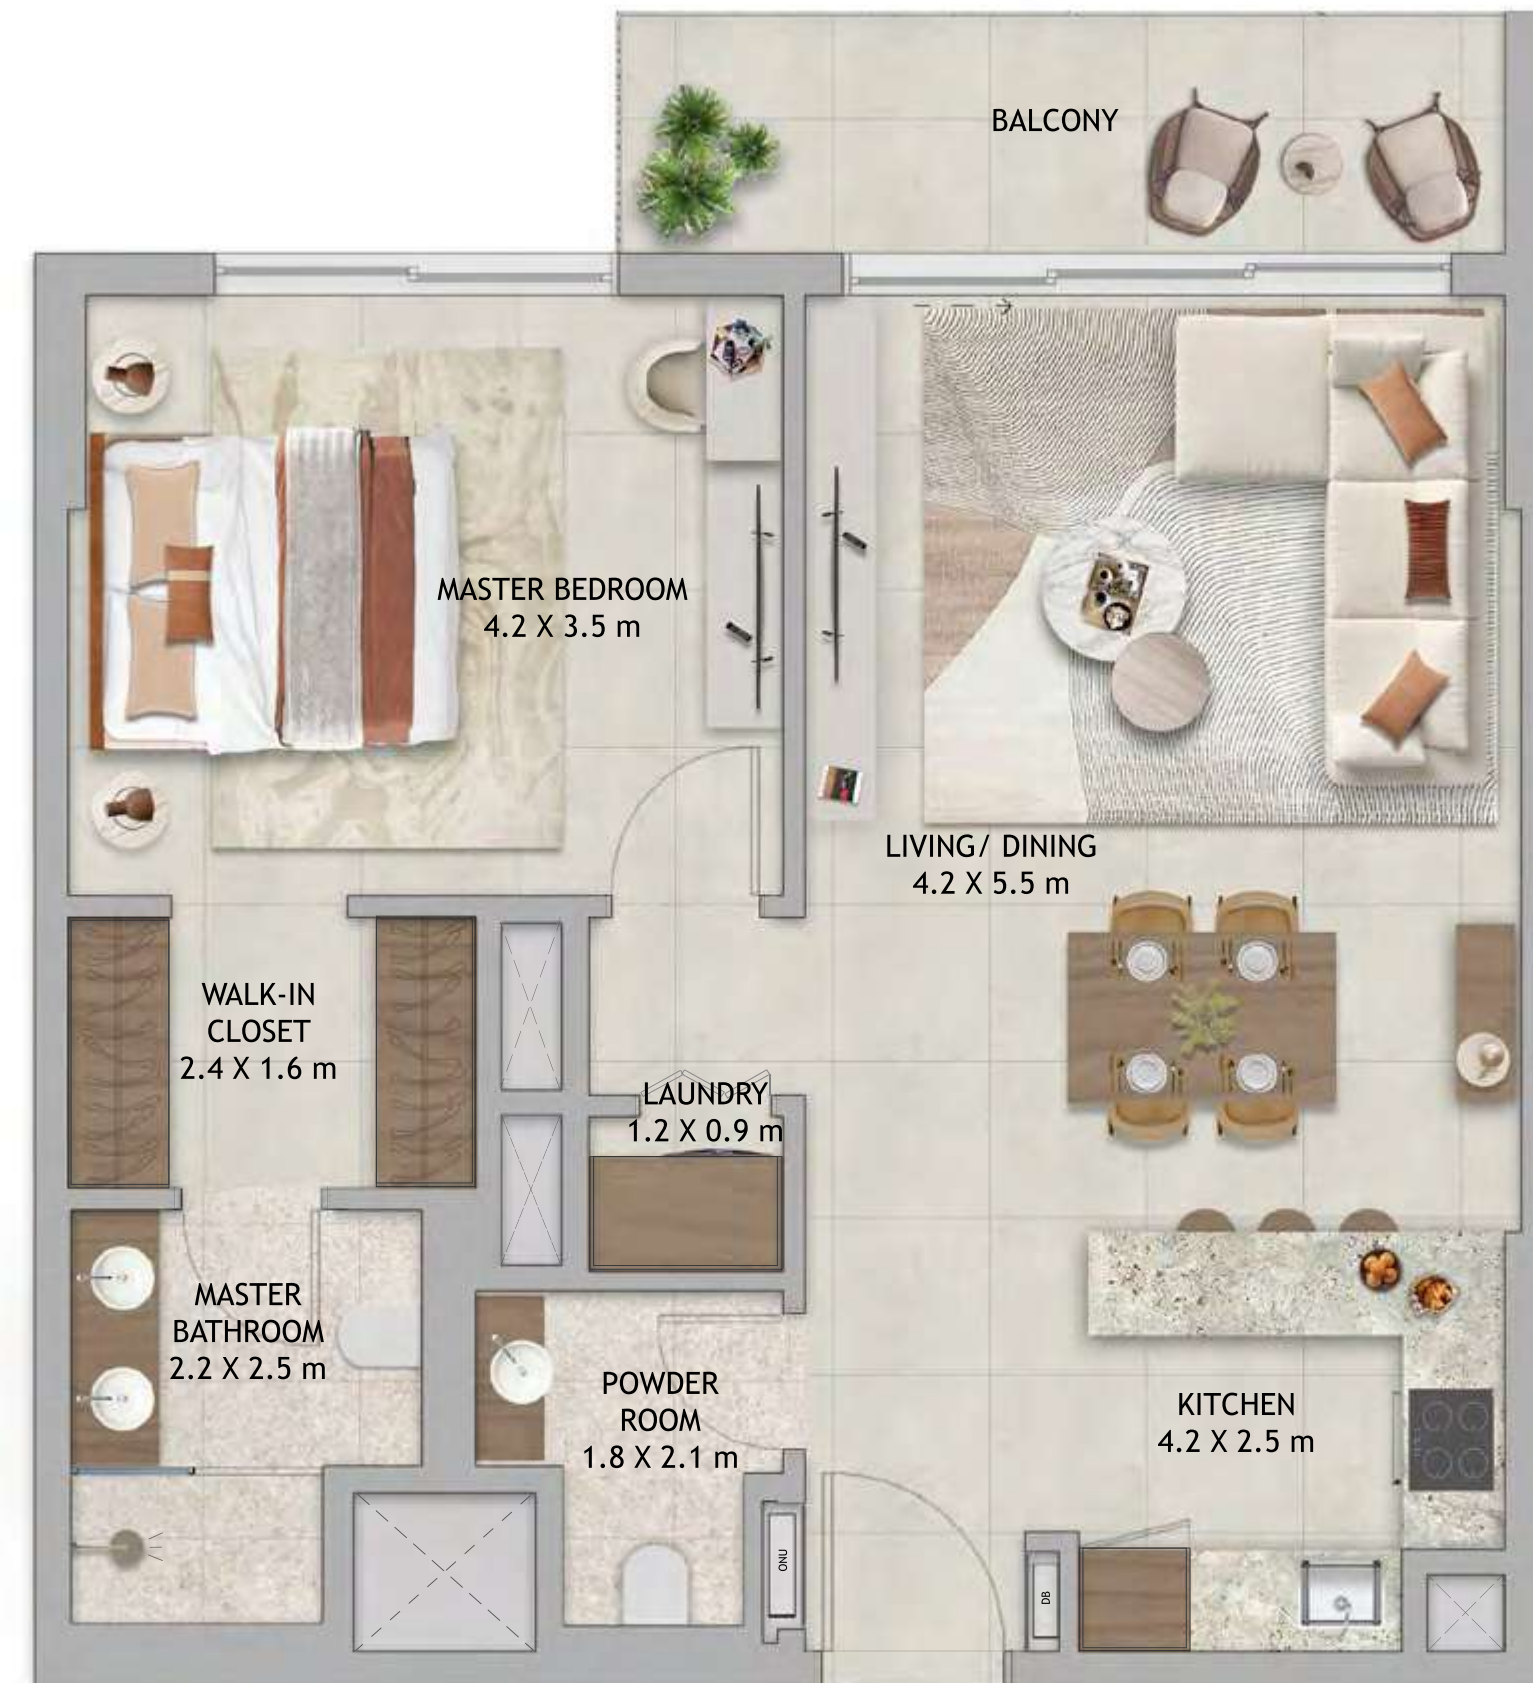 BALCONY
MASTER BEDROOM
4.2 X 3.5 m
LIVING/ DINING
4.2 X 5.5 m
WALK-IN
CLOSET
2.4 X 1.6 m
LAUNDRY
1.2 X 0.9 m
MASTER
BATHROOM
2.2 X 2.5 m
POWDER
ROOM
1.8 X 2.1 m
KITCHEN
4.2 X 2.5 m
ONU
DB